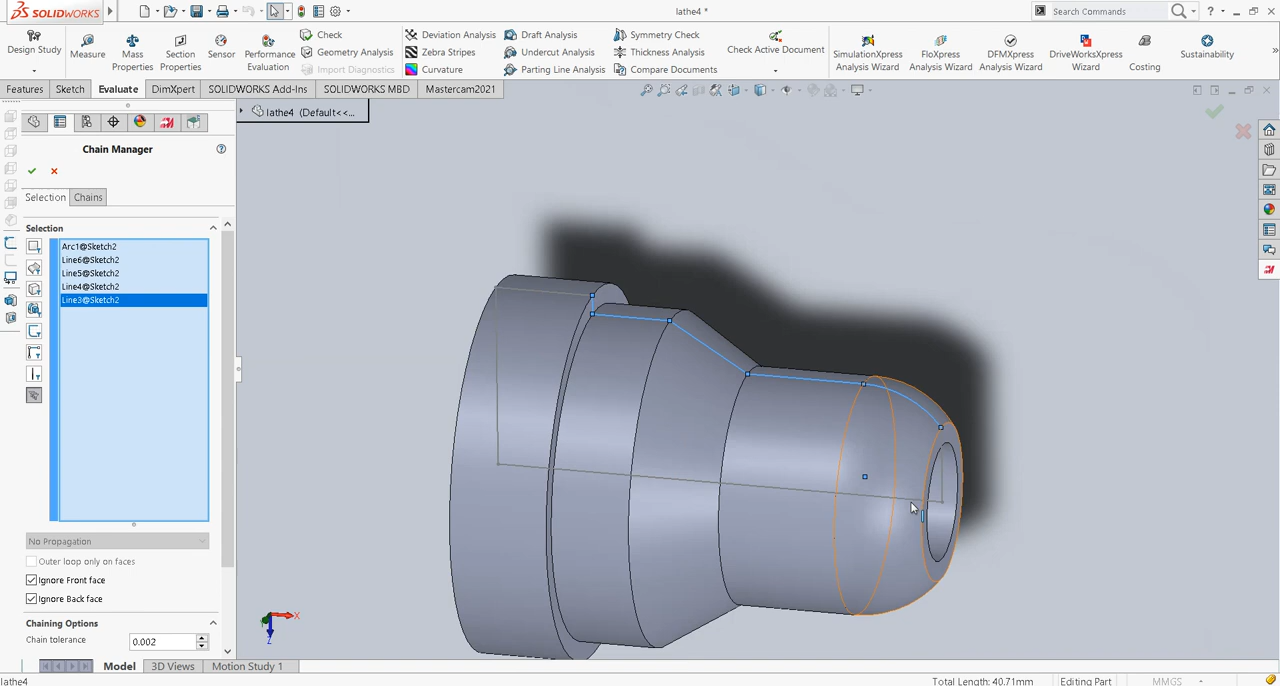 SOLIDWORKS
lathe4 *
Search Commands
Design Study
Measure
Mass Properties
Section Properties
Sensor
Performance Evaluation
Check
Geometry Analysis
Import Diagnostics
Deviation Analysis
Zebra Stripes
Curvature
Draft Analysis
Undercut Analysis
Parting Line Analysis
Symmetry Check
Thickness Analysis
Compare Documents
Check Active Document
SimulationXpress Analysis Wizard
FloXpress Analysis Wizard
DFMXpress Analysis Wizard
DriveWorksXpress Wizard
Costing
Sustainability
Features
Sketch
Evaluate
DimXpert
SOLIDWORKS Add-Ins
SOLIDWORKS MBD
Mastercam2021
lathe4 (Default<<...
Chain Manager
Selection
Chains
Selection
Arc1@Sketch2
Line6@Sketch2
Line5@Sketch2
Line4@Sketch2
Line3@Sketch2
No Propagation
Outer loop only on faces
Ignore Front face
Ignore Back face
Chaining Options
Chain tolerance
0.002
X
Z
Model
3D Views
Motion Study 1
lathe4
Total Length: 40.71mm
Editing Part
MMGS